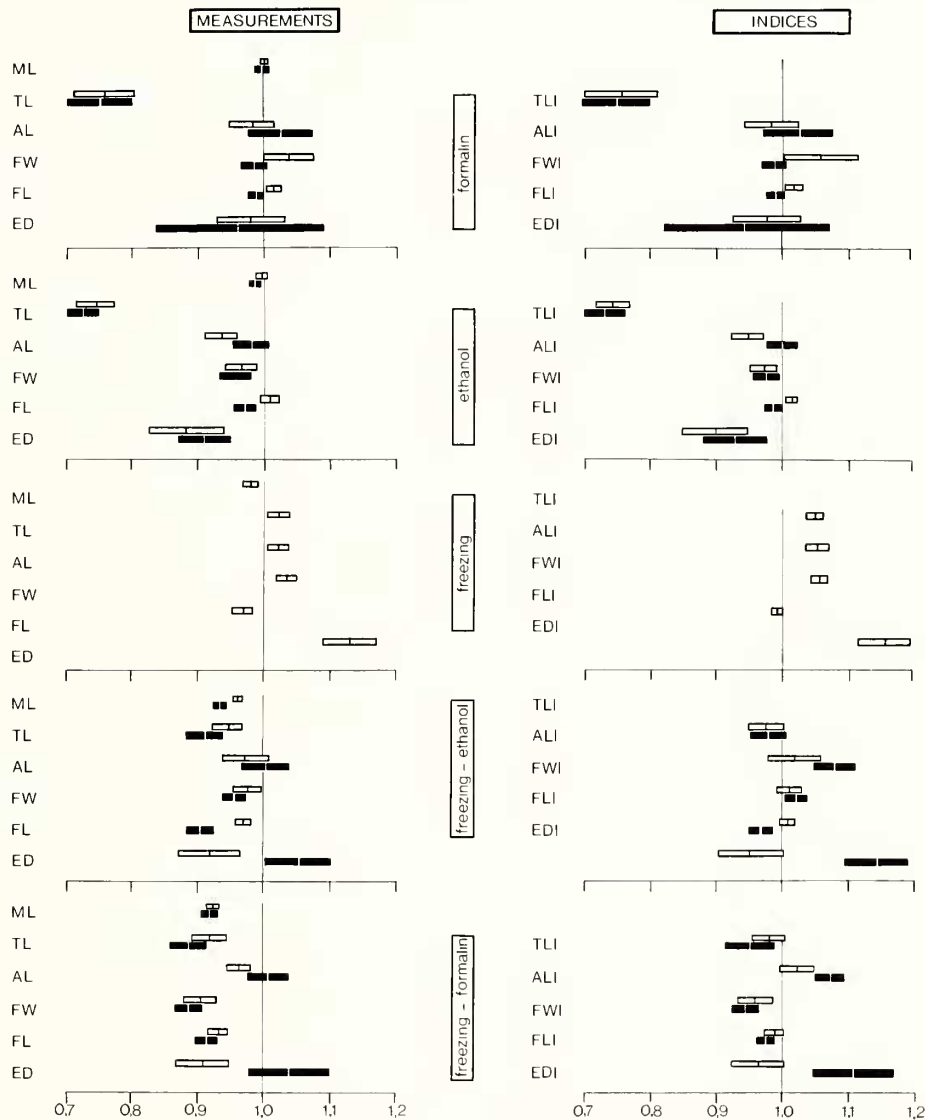 MEASUREMENTS
INDICES
ML
TL
AL
FW
FL
ED
formalin
TLI
ALI
FWI
FLI
EDI
ML
TL
AL
FW
FL
ED
ethanol
TLI
ALI
FWI
FLI
EDI
ML
TL
AL
FW
FL
ED
freezing
TLI
ALI
FWI
FLI
EDI
ML
TL
AL
FW
FL
ED
freezing - ethanol
TLI
ALI
FWI
FLI
EDI
ML
TL
AL
FW
FL
ED
freezing - formalin
TLI
ALI
FWI
FLI
EDI
0,7 0,8 0,9 1,0 1,1 1,2
0,7 0,8 0,9 1,0 1,1 1,2